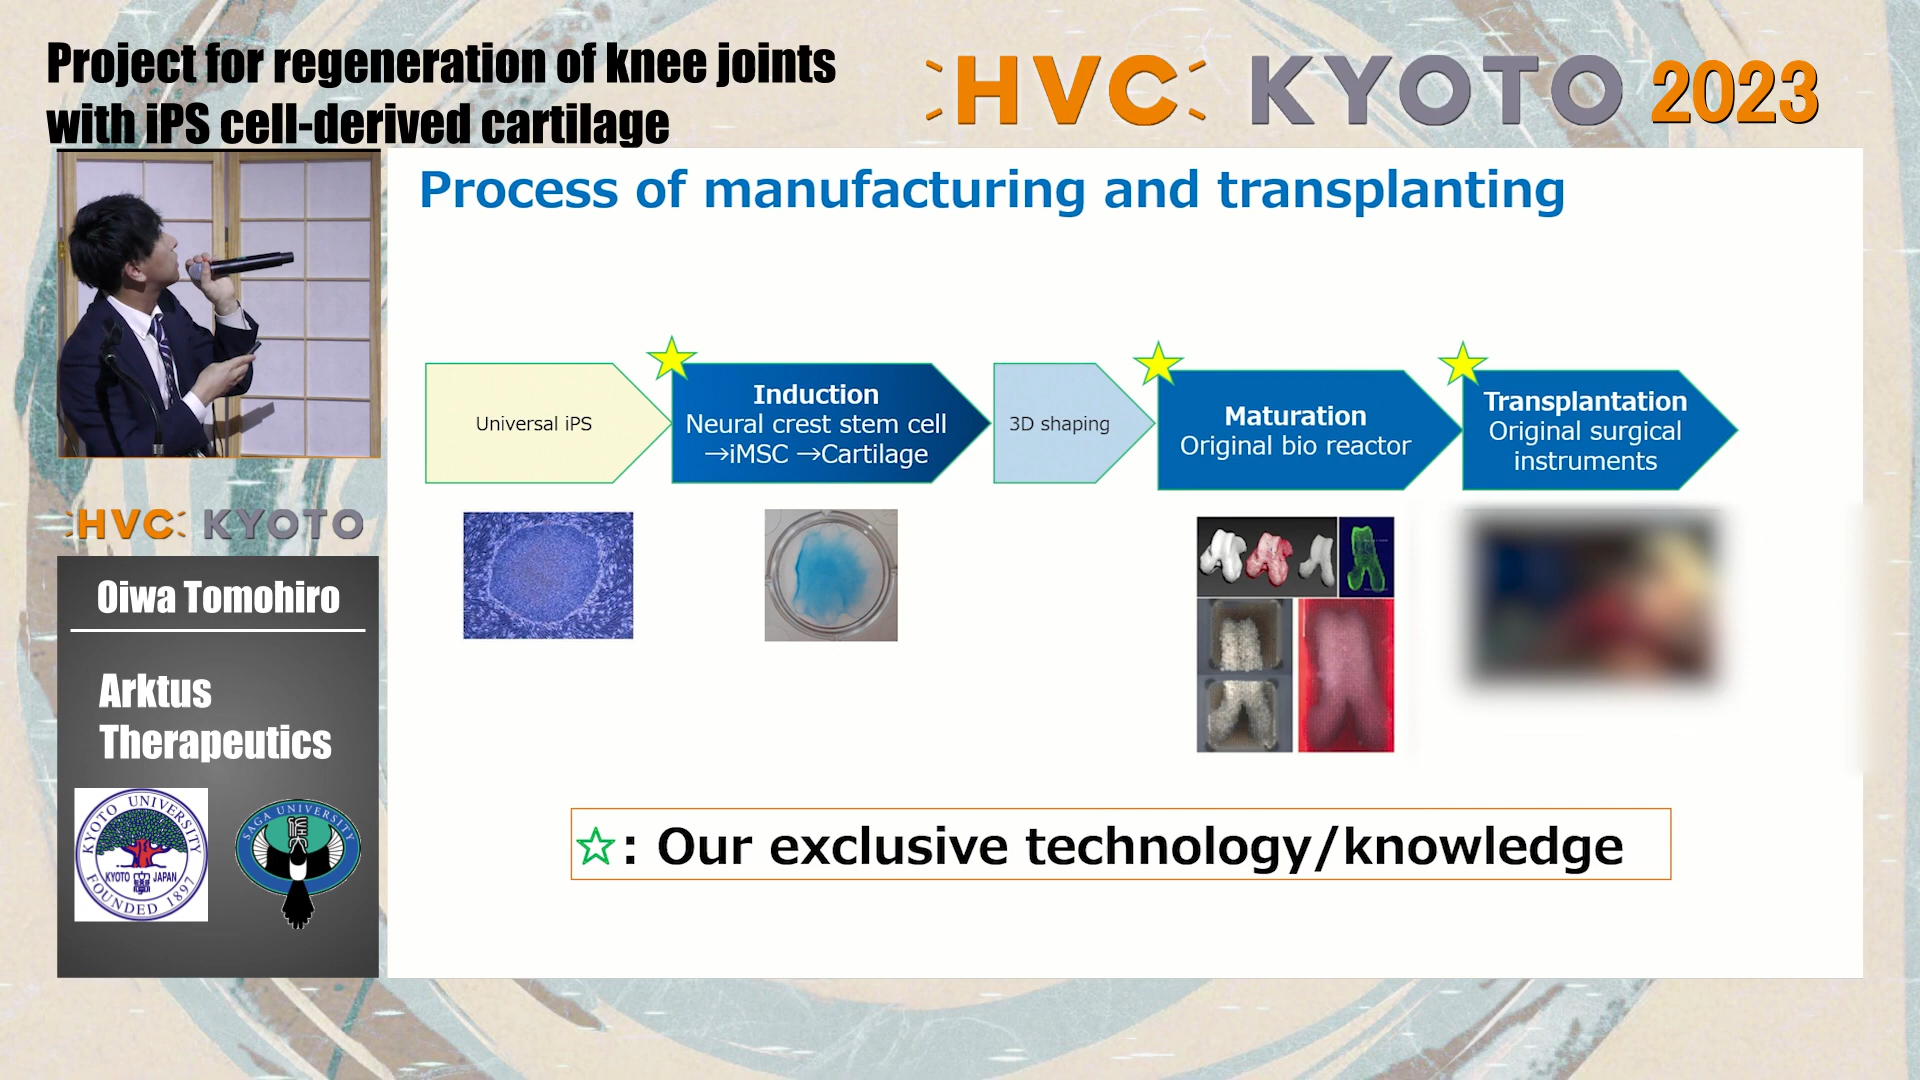 Project for regeneration of knee joints
with iPS cell-derived cartilage
HVC KYOTO 2023
Process of manufacturing and transplanting
Universal iPS
Induction
Neural crest stem cell
→iMSC →Cartilage
3D shaping
Maturation
Original bio reactor
Transplantation
Original surgical
instruments
☆: Our exclusive technology/knowledge
HVC KYOTO
Oiwa Tomohiro
Arktus
Therapeutics
KYOTO UNIVERSITY
KYOTO JAPAN
FOUNDED 1897
SAGA UNIVERSITY